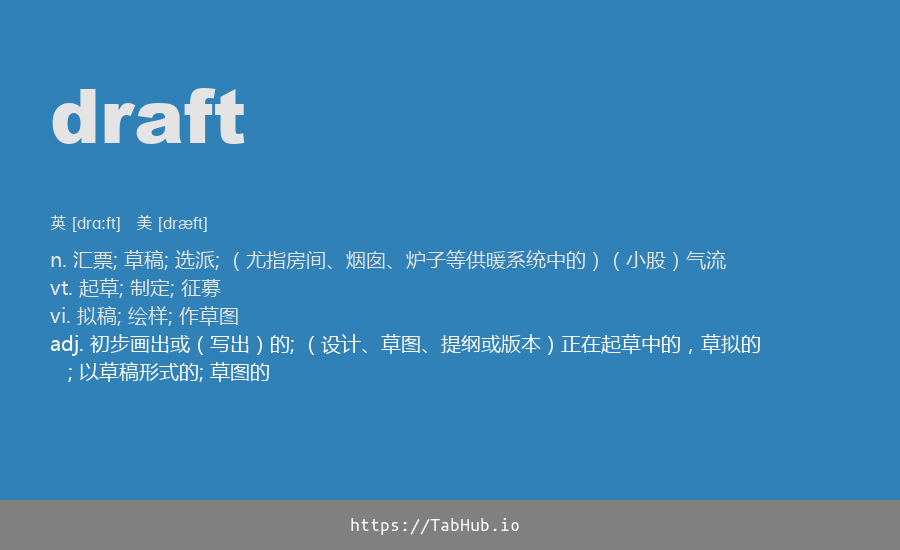 draft
英 [drɑ:ft] 美 [dræft]
n. 汇票; 草稿; 选派; （尤指房间、烟囱、炉子等供暖系统中的）（小股）气流
vt. 起草; 制定; 征募
vi. 拟稿; 绘样; 作草图
adj. 初步画出或（写出）的; （设计、草图、提纲或版本）正在起草中的，草拟的
; 以草稿形式的; 草图的
https://TabHub.io